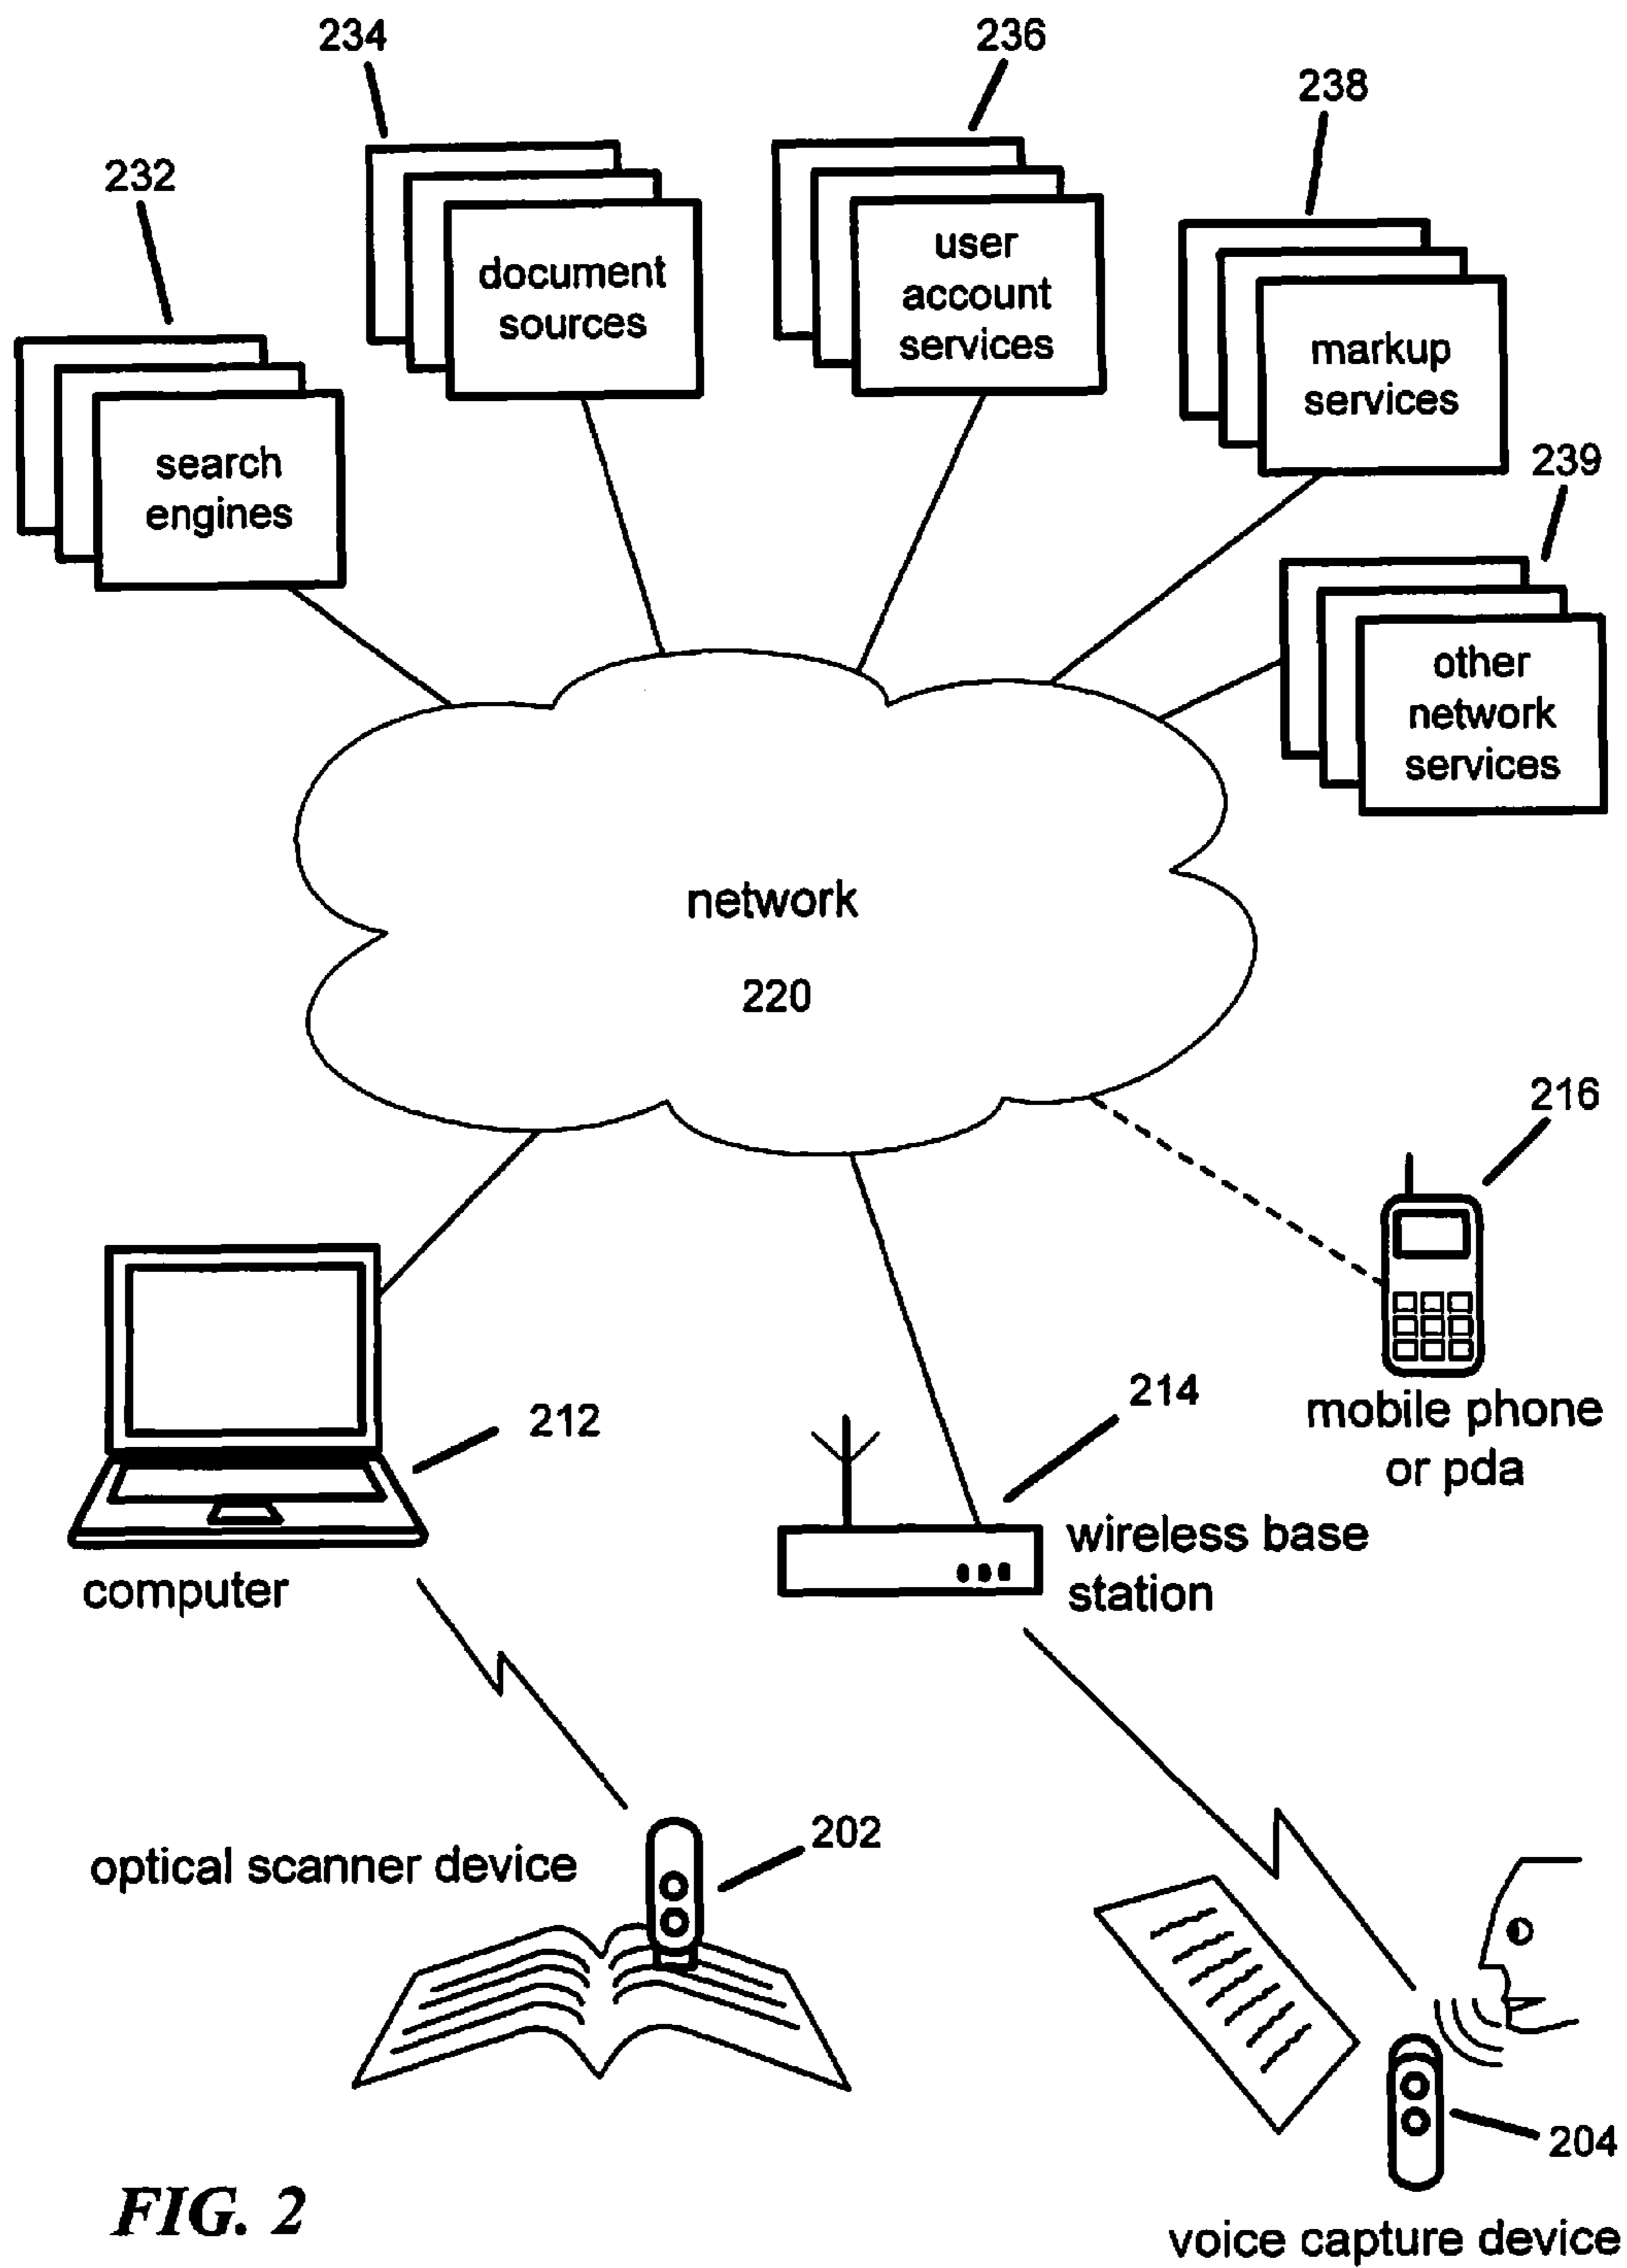 234
236
238
232
document
sources
user
account
services
markup
services
239
search
engines
other
network
services
network
220
216
mobile phone
or pda
214
212
wireless base
station
computer
202
optical scanner device
204
FIG. 2
voice capture device